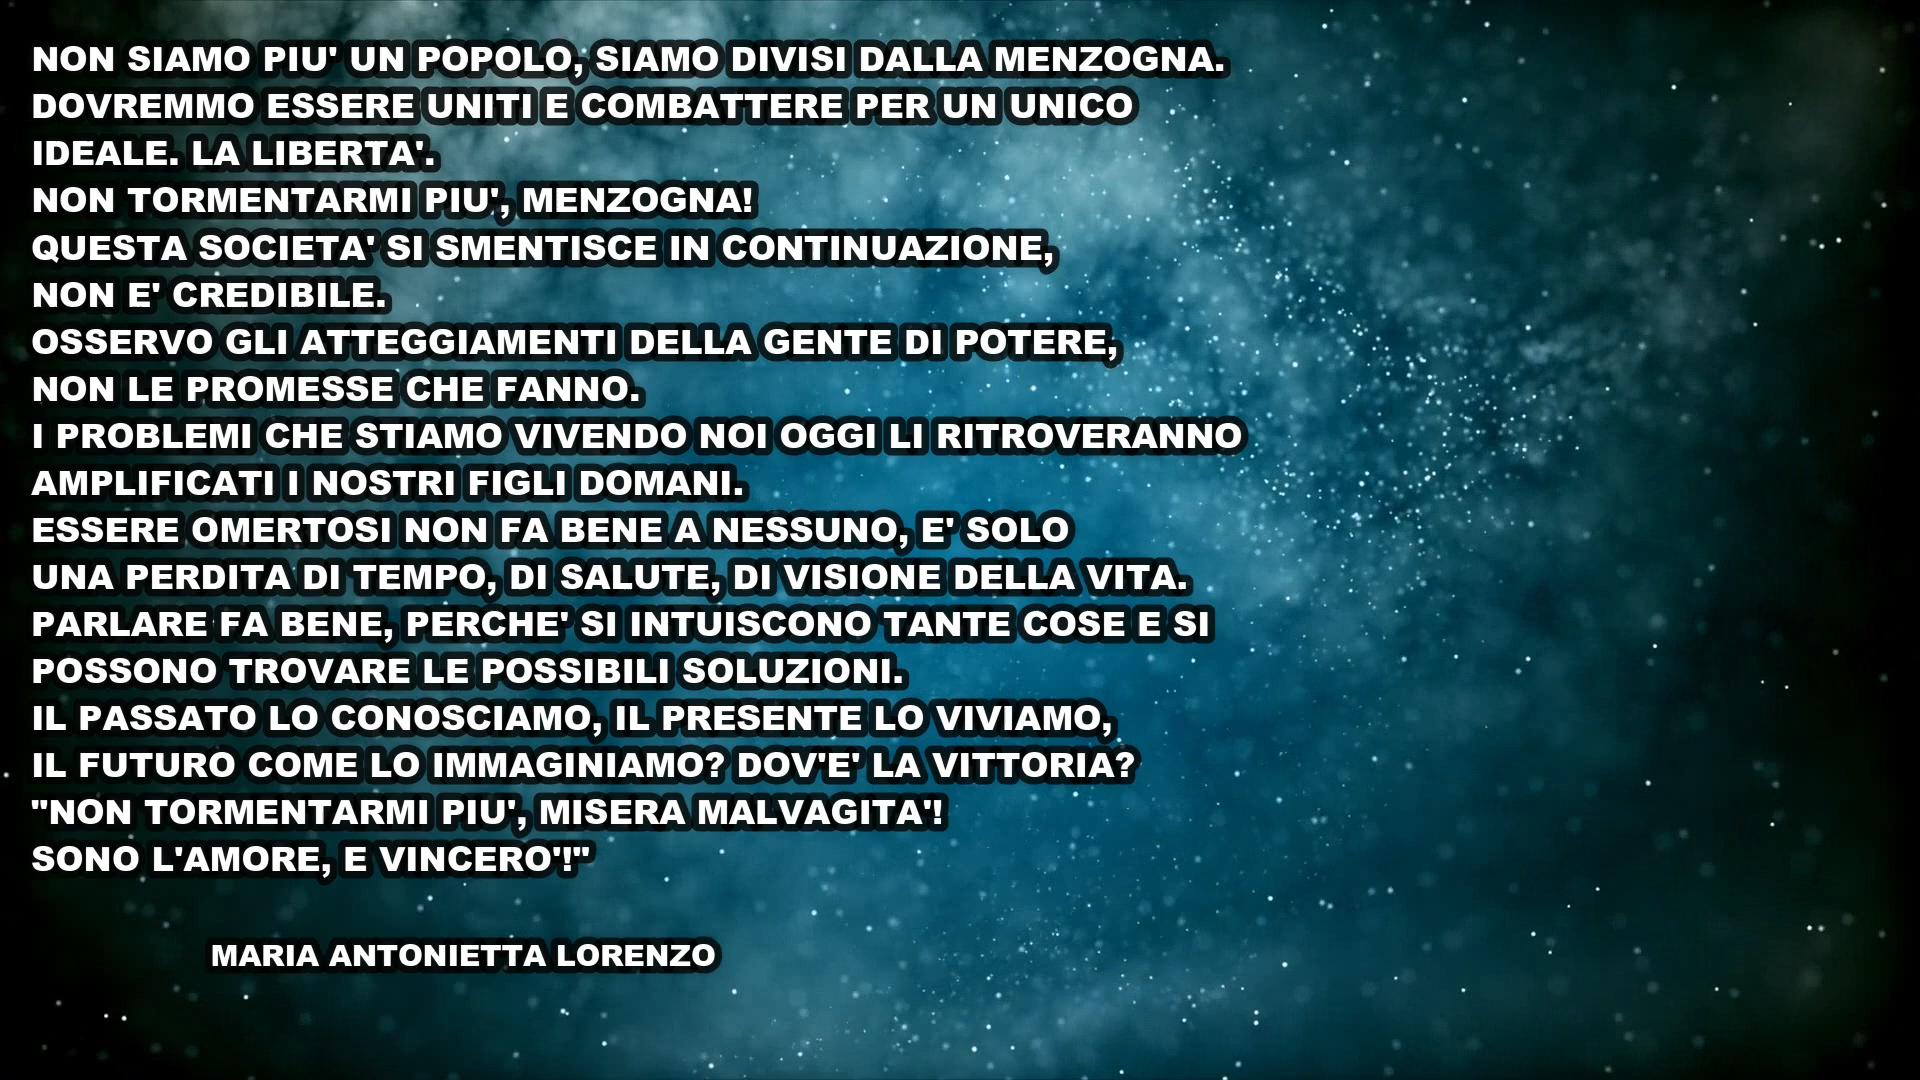 NON SIAMO PIU' UN POPOLO, SIAMO DIVISI DALLA MENZOGNA.
DOVREMMO ESSERE UNITI E COMBATTERE PER UN UNICO
IDEALE. LA LIBERTA'.
NON TORMENTARMI PIU', MENZOGNA!
QUESTA SOCIETA' SI SMENTISCE IN CONTINUAZIONE,
NON E' CREDIBILE.
OSSERVO GLI ATTEGGIAMENTI DELLA GENTE DI POTERE,
NON LE PROMESSE CHE FANNO.
I PROBLEMI CHE STIAMO VIVENDO NOI OGGI LI RITROVERANNO
AMPLIFICATI I NOSTRI FIGLI DOMANI.
ESSERE OMERTOSI NON FA BENE A NESSUNO, E' SOLO
UNA PERDITA DI TEMPO, DI SALUTE, DI VISIONE DELLA VITA.
PARLARE FA BENE, PERCHE' SI INTUISCONO TANTE COSE E SI
POSSONO TROVARE LE POSSIBILI SOLUZIONI.
IL PASSATO LO CONOSCIAMO, IL PRESENTE LO VIVIAMO,
IL FUTURO COME LO IMMAGINIAMO? DOV'E' LA VITTORIA?
"NON TORMENTARMI PIU', MISERA MALVAGITA'!
SONO L'AMORE, E VINCERO'!"
MARIA ANTONIETTA LORENZO